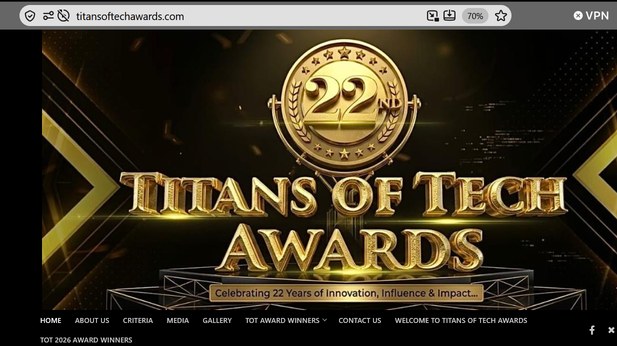 titansoftechawards.com
70%
VPN
22ND
TITANS OF TECH
AWARDS
Celebrating 22 Years of Innovation, Influence & Impact...
HOME ABOUT US CRITERIA MEDIA GALLERY TOT AWARD WINNERS CONTACT US WELCOME TO TITANS OF TECH AWARDS
TOT 2026 AWARD WINNERS